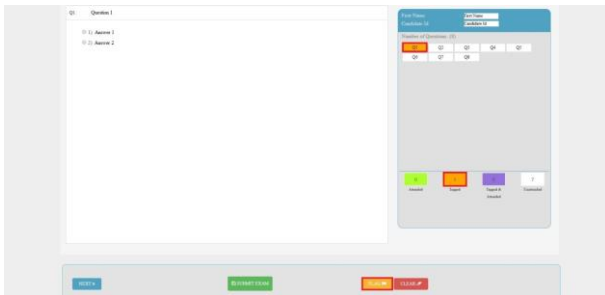 Q1 Question 1
1) Answer 1
2) Answer 2
First Name First Name
Candidate Id Candidate Id
Number of Questions (8)
Q1 Q2 Q3 Q4 Q5
Q6 Q7 Q8
7
Attended Tagged Tagged & Attended Unattended
NEXT SUBMIT EXAM CLEAR